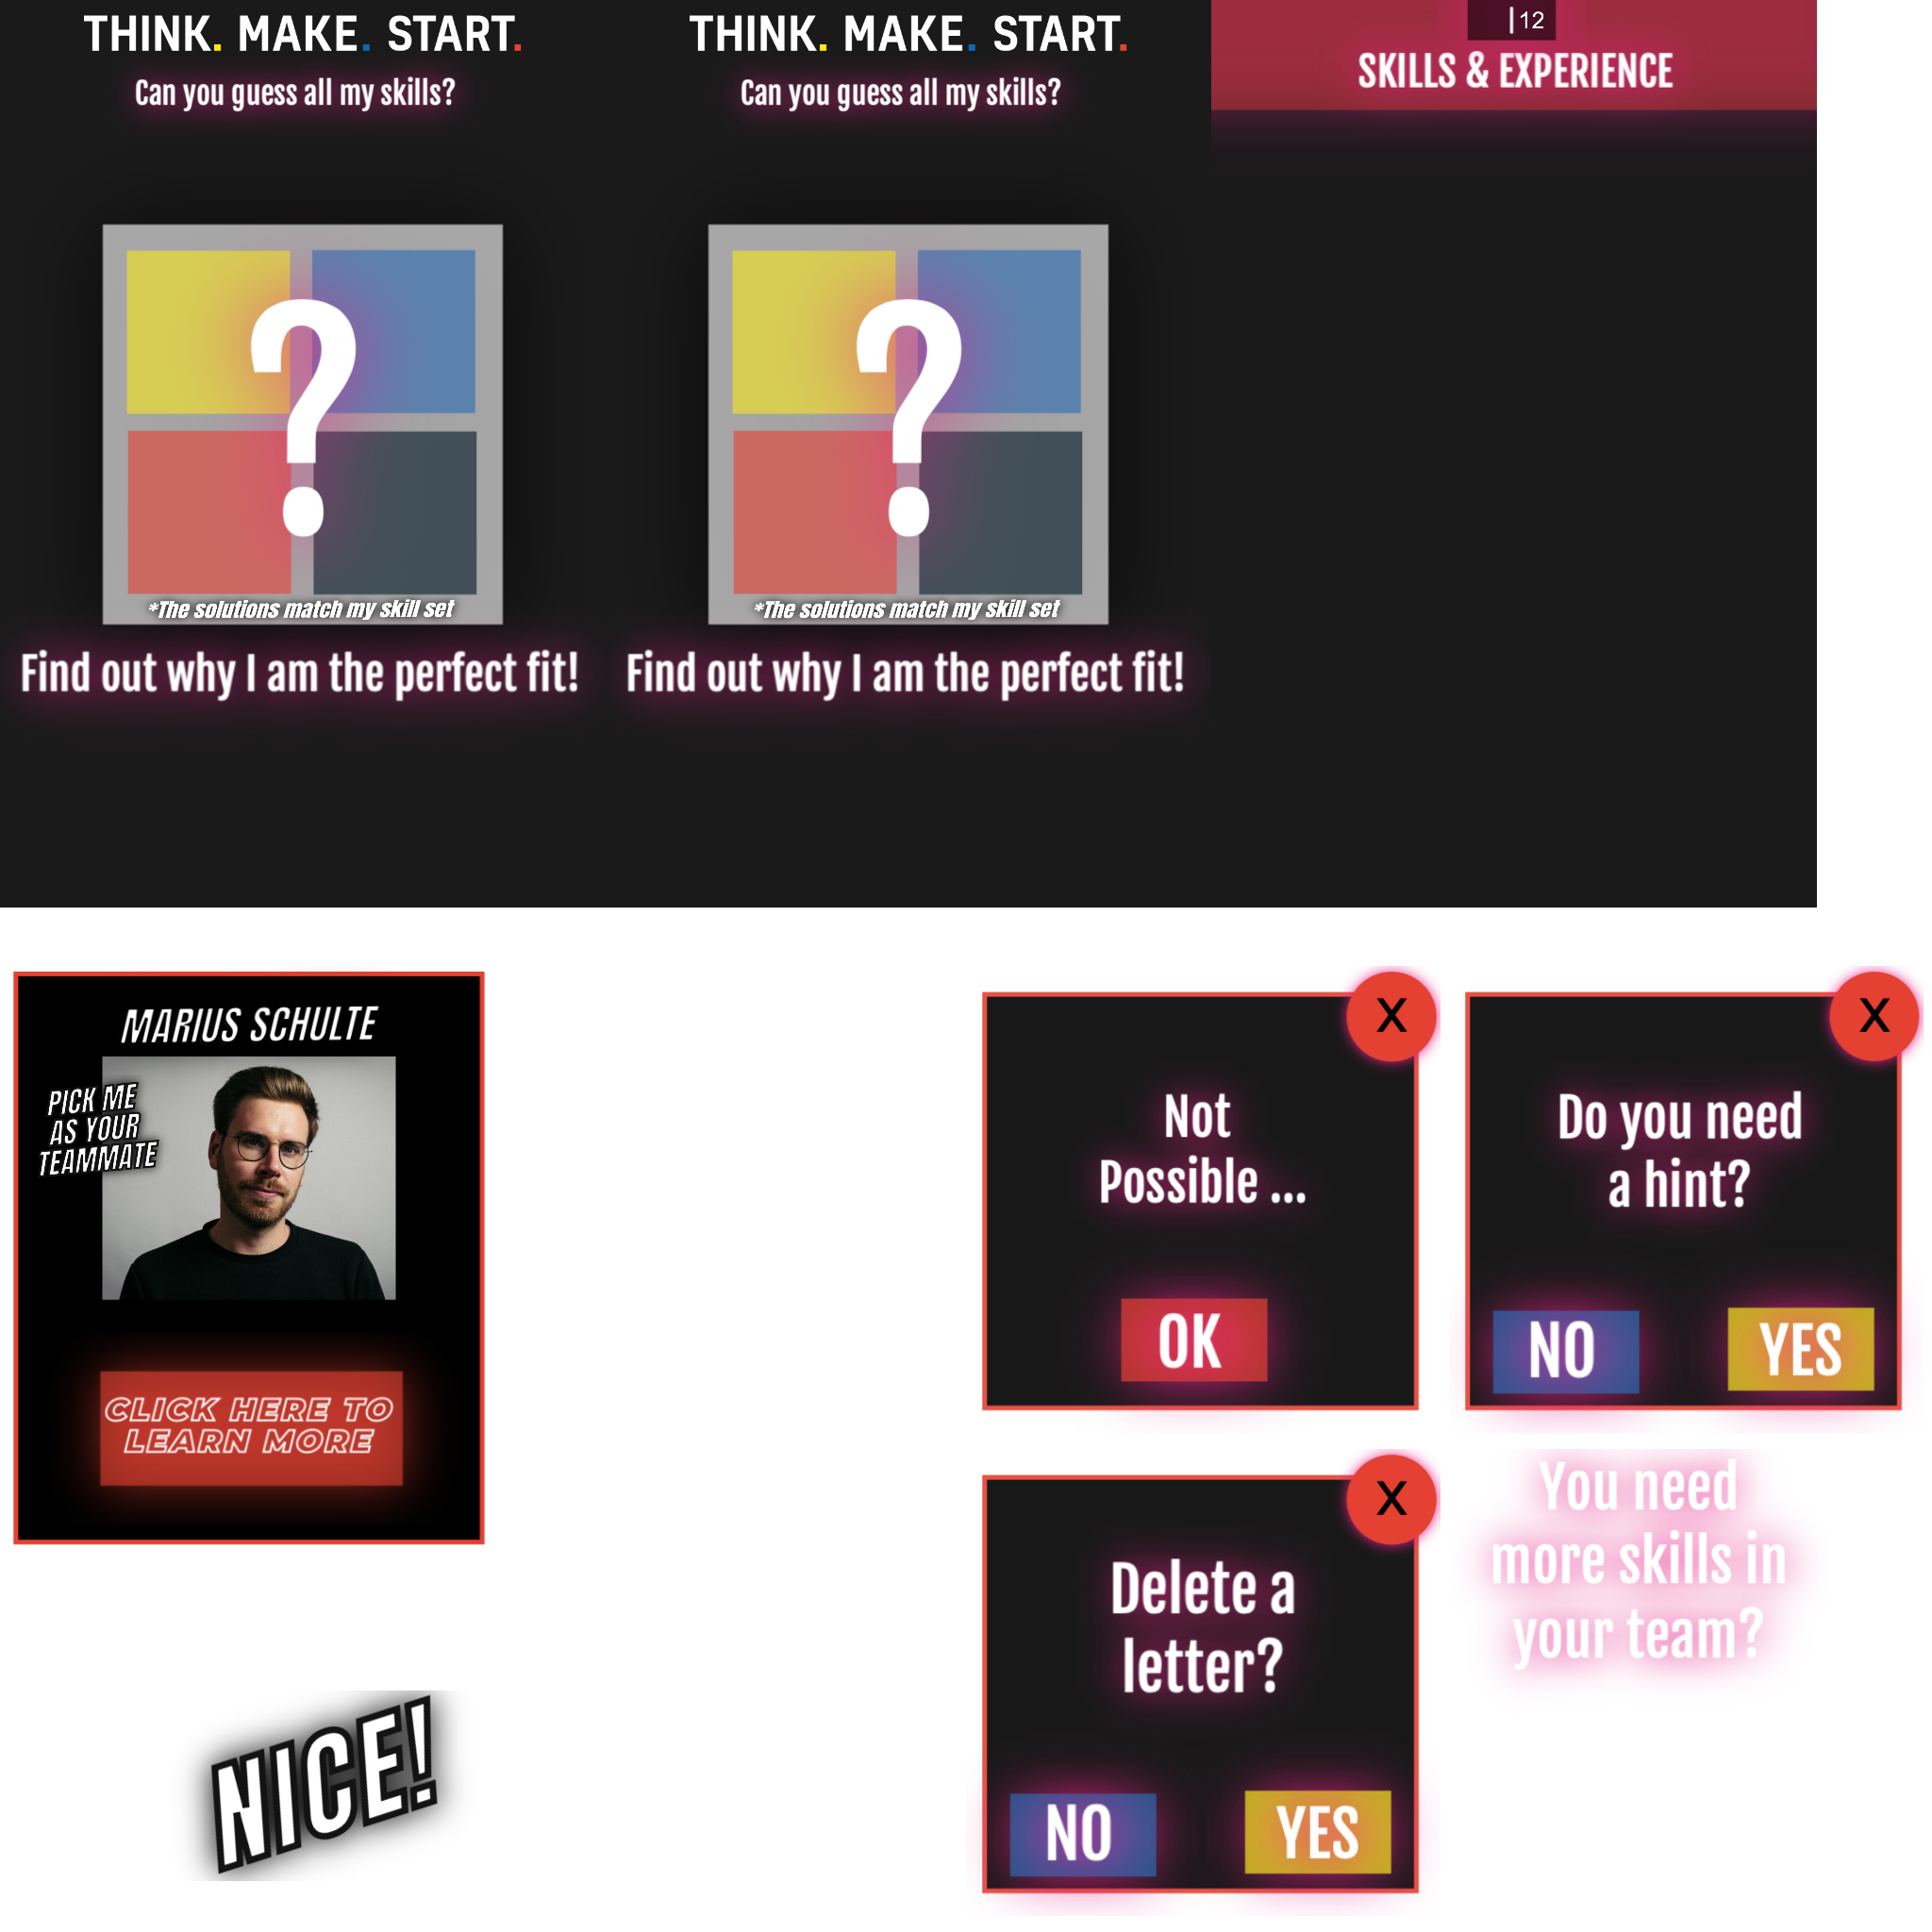 THINK. MAKE. START.
Can you guess all my skills?
?
*The solutions match my skill set
Find out why I am the perfect fit!
THINK. MAKE. START.
Can you guess all my skills?
?
*The solutions match my skill set
Find out why I am the perfect fit!
|12
SKILLS & EXPERIENCE
MARIUS SCHULTE
PICK ME
AS YOUR
TEAMMATE
CLICK HERE TO
LEARN MORE
X
Not
Possible ...
OK
X
Do you need
a hint?
NO
YES
X
Delete a
letter?
NO
YES
You need
more skills in
your team?
NICE!